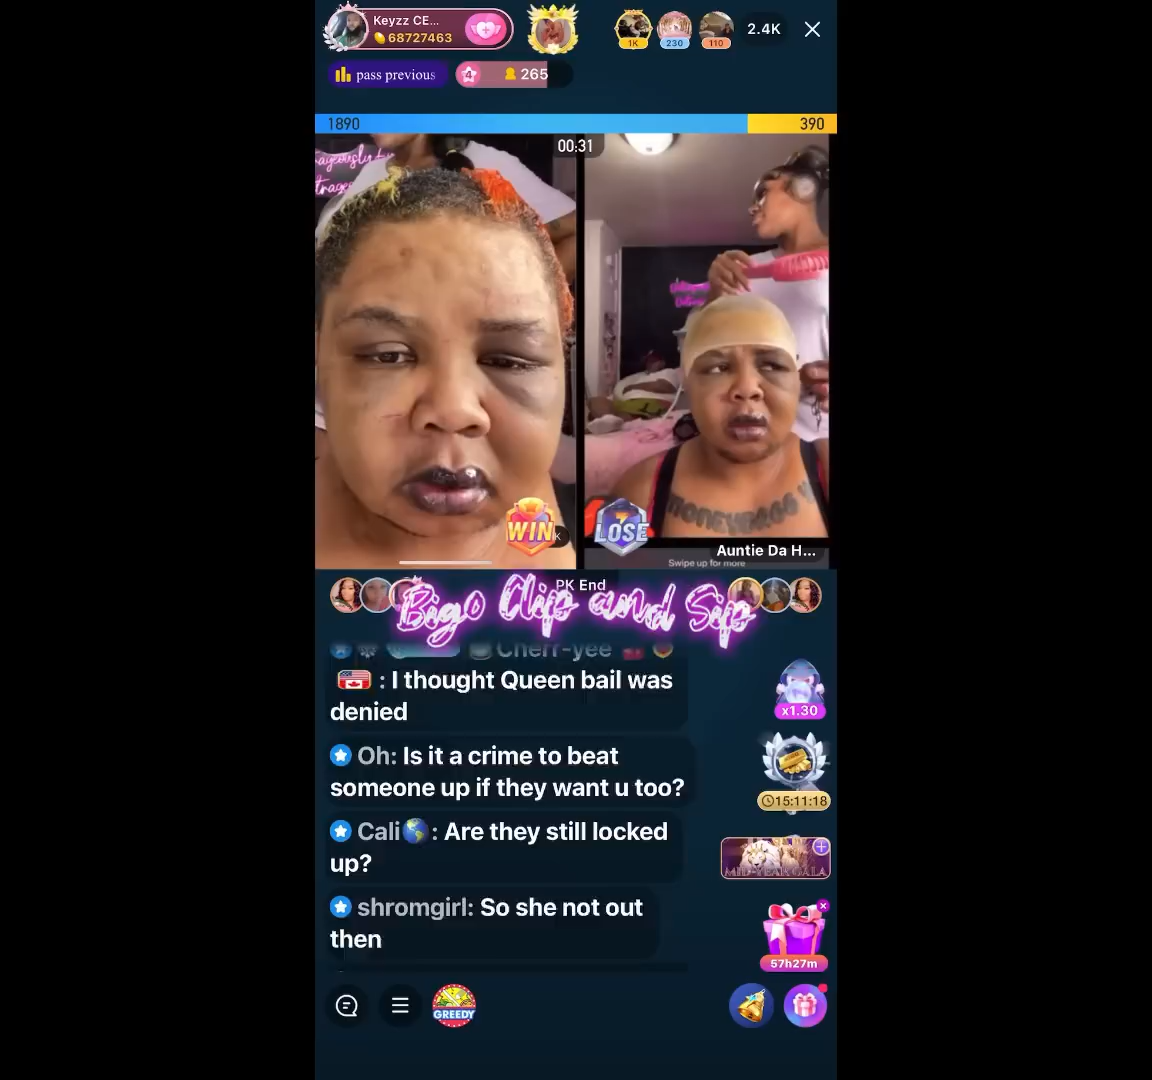 Keyzz CE...
68727463
1K
230
110
2.4K
pass previous
4
265
1890
390
00:31
WIN
LOSE
Auntie Da H...
Swipe up for more
PK End
Bigo Clip and Sip
Cherr-yee
: I thought Queen bail was
denied
x1.30
Oh: Is it a crime to beat
someone up if they want u too?
15:11:18
Cali🌎: Are they still locked
up?
MID-YEAR GALA
shromgirl: So she not out
then
57h27m
GREEDY